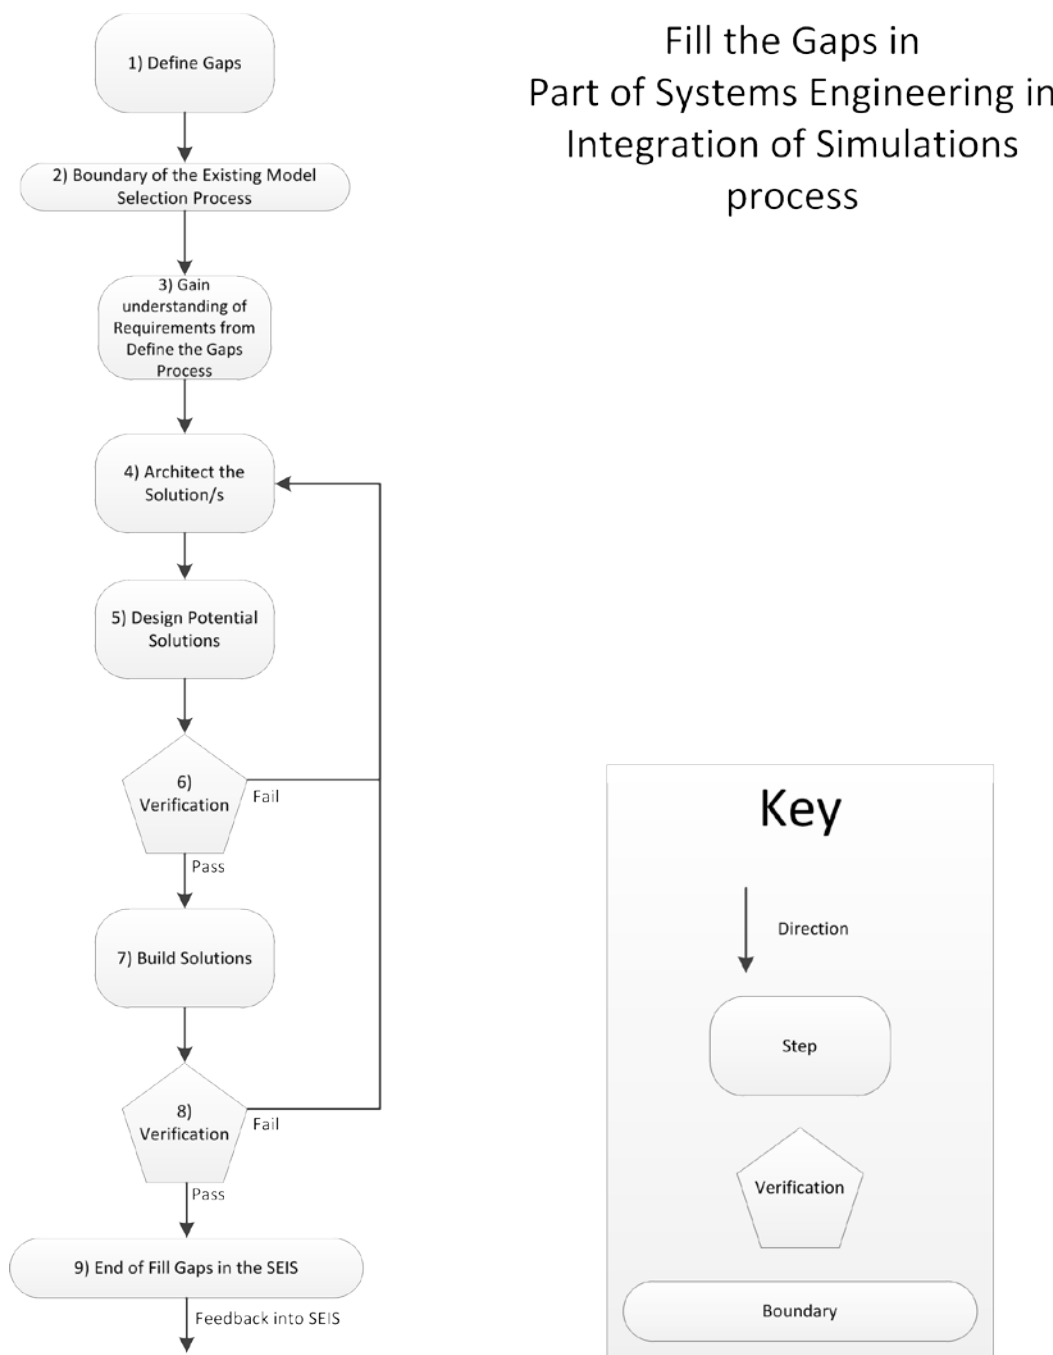 Fill the Gaps in
Part of Systems Engineering in
Integration of Simulations
process
1) Define Gaps
2) Boundary of the Existing Model
Selection Process
3) Gain
understanding of
Requirements from
Define the Gaps
Process
4) Architect the
Solution/s
5) Design Potential
Solutions
6)
Verification
Fail
Pass
7) Build Solutions
8)
Verification
Fail
Pass
9) End of Fill Gaps in the SEIS
Feedback into SEIS
Key
Direction
Step
Verification
Boundary